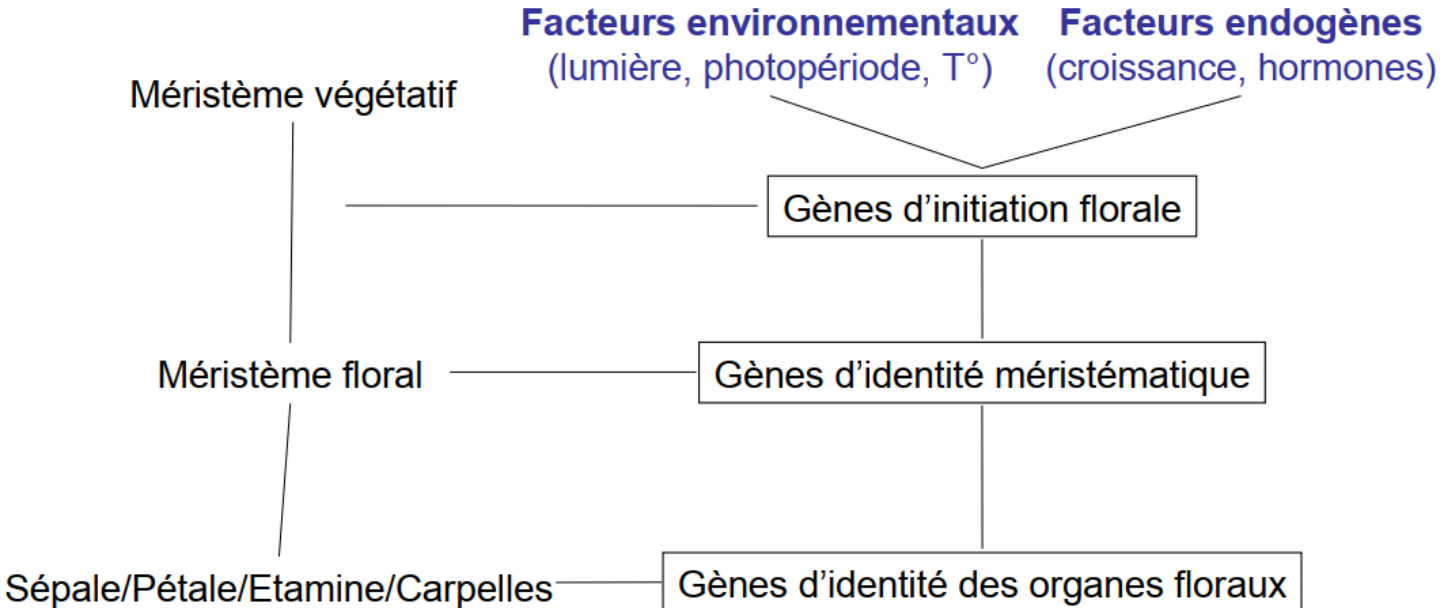 Facteurs environnementaux Facteurs endogènes
(lumière, photopériode, T°) (croissance, hormones)
Méristème végétatif
Gènes d'initiation florale
Méristème floral Gènes d'identité méristématique
Sépale/Pétale/Etamine/Carpelles Gènes d'identité des organes floraux